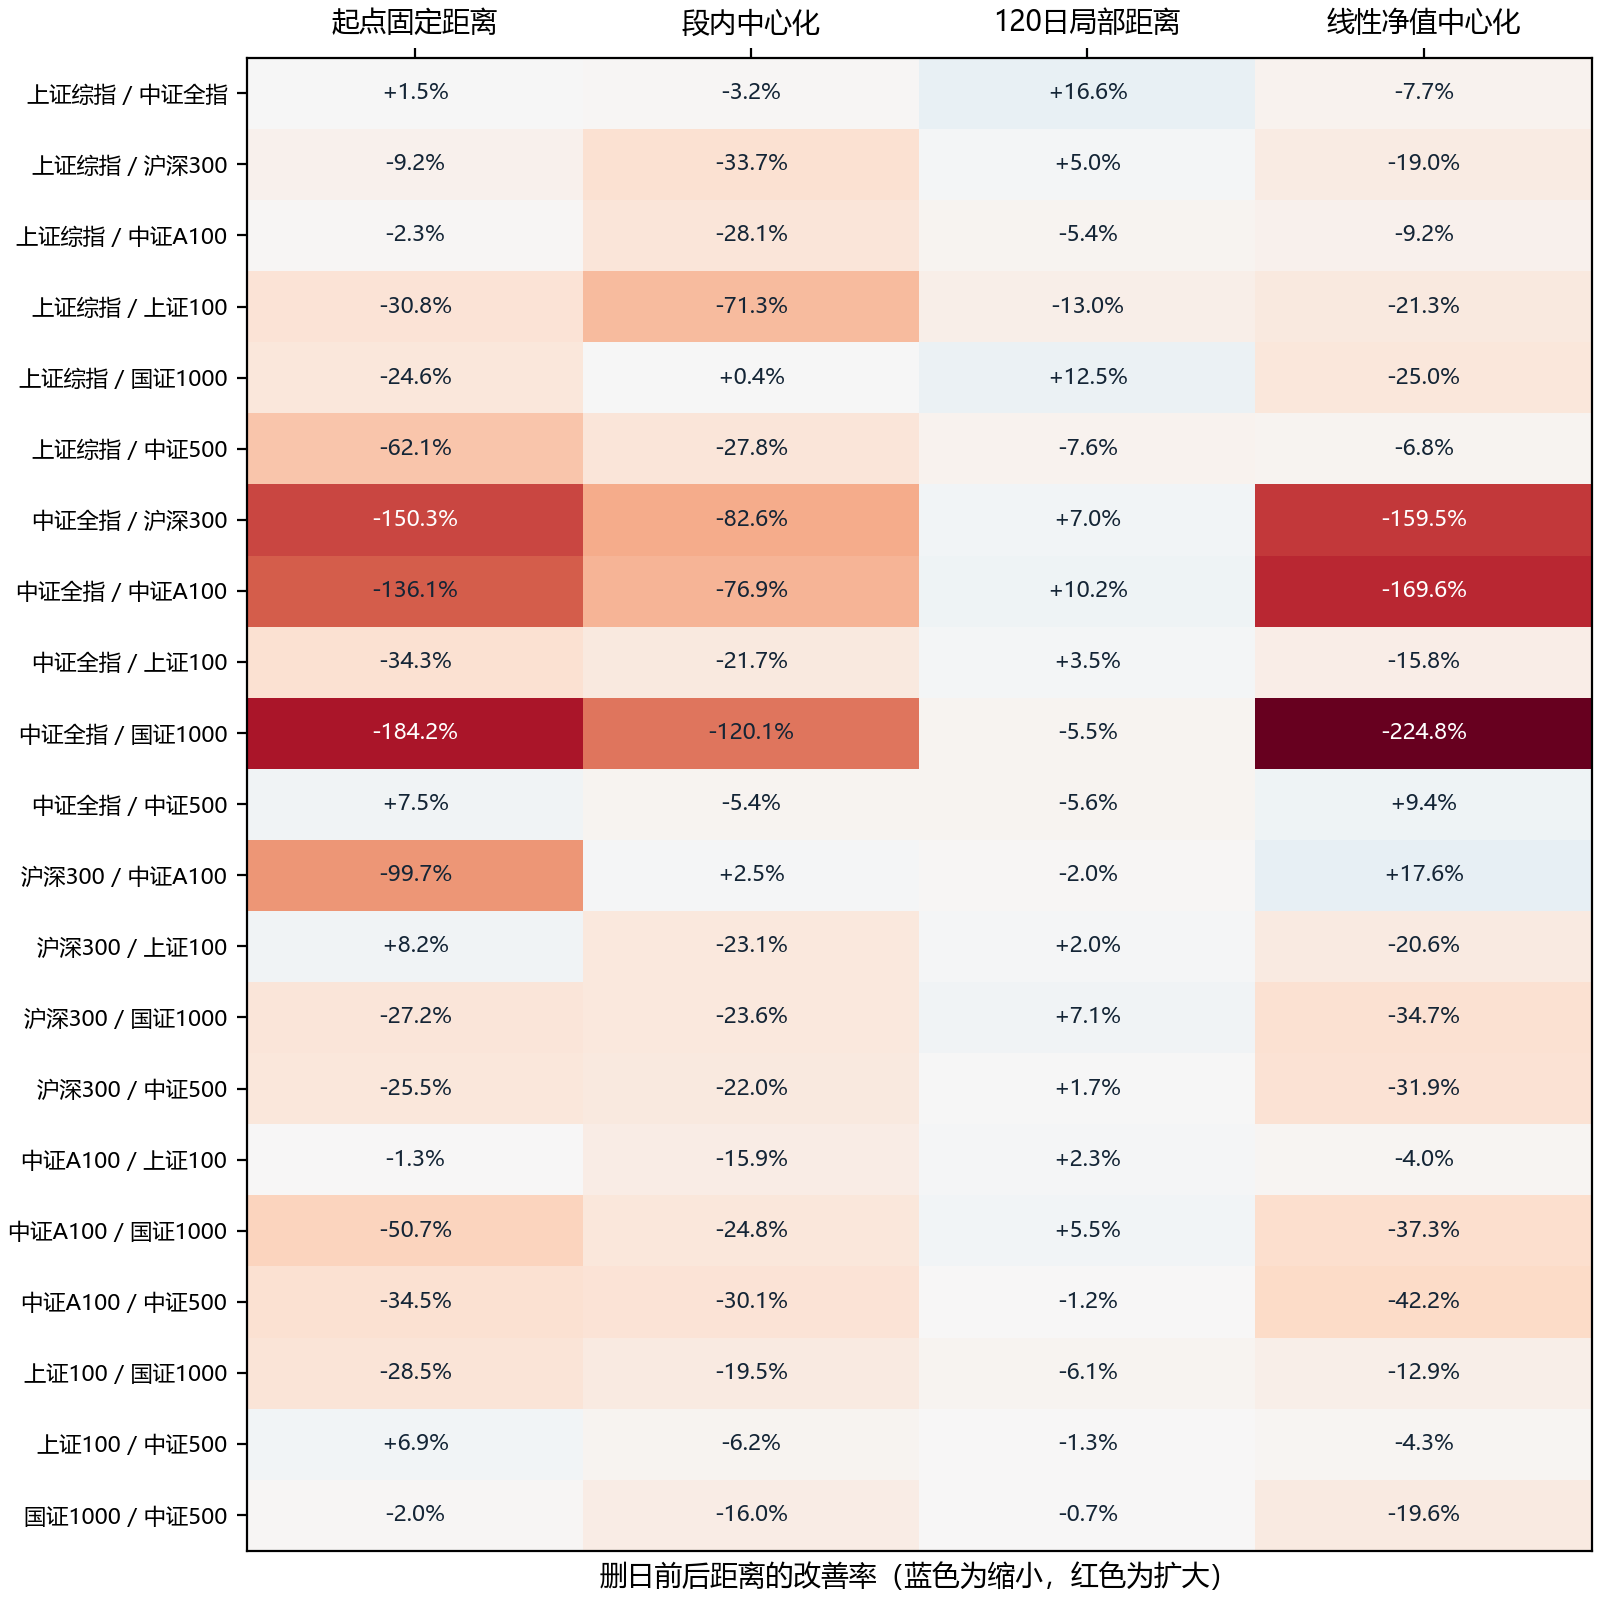 起点固定距离 段内中心化 120日局部距离 线性净值中心化
上证综指 / 中证全指 +1.5% -3.2% +16.6% -7.7%
上证综指 / 沪深300 -9.2% -33.7% +5.0% -19.0%
上证综指 / 中证A100 -2.3% -28.1% -5.4% -9.2%
上证综指 / 上证100 -30.8% -71.3% -13.0% -21.3%
上证综指 / 国证1000 -24.6% +0.4% +12.5% -25.0%
上证综指 / 中证500 -62.1% -27.8% -7.6% -6.8%
中证全指 / 沪深300 -150.3% -82.6% +7.0% -159.5%
中证全指 / 中证A100 -136.1% -76.9% +10.2% -169.6%
中证全指 / 上证100 -34.3% -21.7% +3.5% -15.8%
中证全指 / 国证1000 -184.2% -120.1% -5.5% -224.8%
中证全指 / 中证500 +7.5% -5.4% -5.6% +9.4%
沪深300 / 中证A100 -99.7% +2.5% -2.0% +17.6%
沪深300 / 上证100 +8.2% -23.1% +2.0% -20.6%
沪深300 / 国证1000 -27.2% -23.6% +7.1% -34.7%
沪深300 / 中证500 -25.5% -22.0% +1.7% -31.9%
中证A100 / 上证100 -1.3% -15.9% +2.3% -4.0%
中证A100 / 国证1000 -50.7% -24.8% +5.5% -37.3%
中证A100 / 中证500 -34.5% -30.1% -1.2% -42.2%
上证100 / 国证1000 -28.5% -19.5% -6.1% -12.9%
上证100 / 中证500 +6.9% -6.2% -1.3% -4.3%
国证1000 / 中证500 -2.0% -16.0% -0.7% -19.6%
删日前后距离的改善率（蓝色为缩小，红色为扩大）